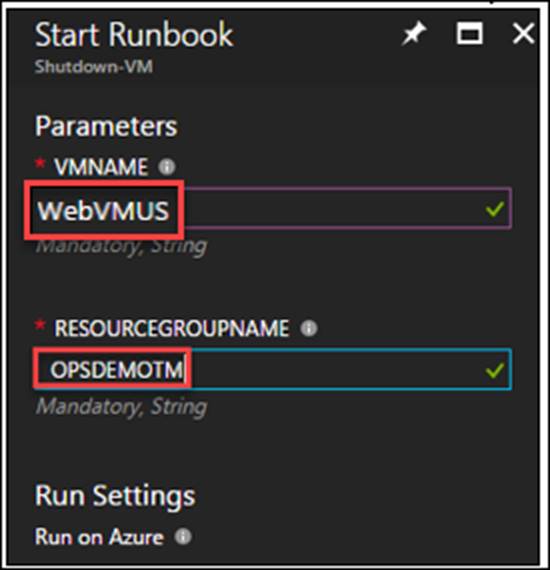 Start Runbook
Shutdown-VM
Parameters
* VMNAME
WebVMUS
Mandatory, String
* RESOURCEGROUPNAME
OPSDEMOTM
Mandatory, String
Run Settings
Run on Azure